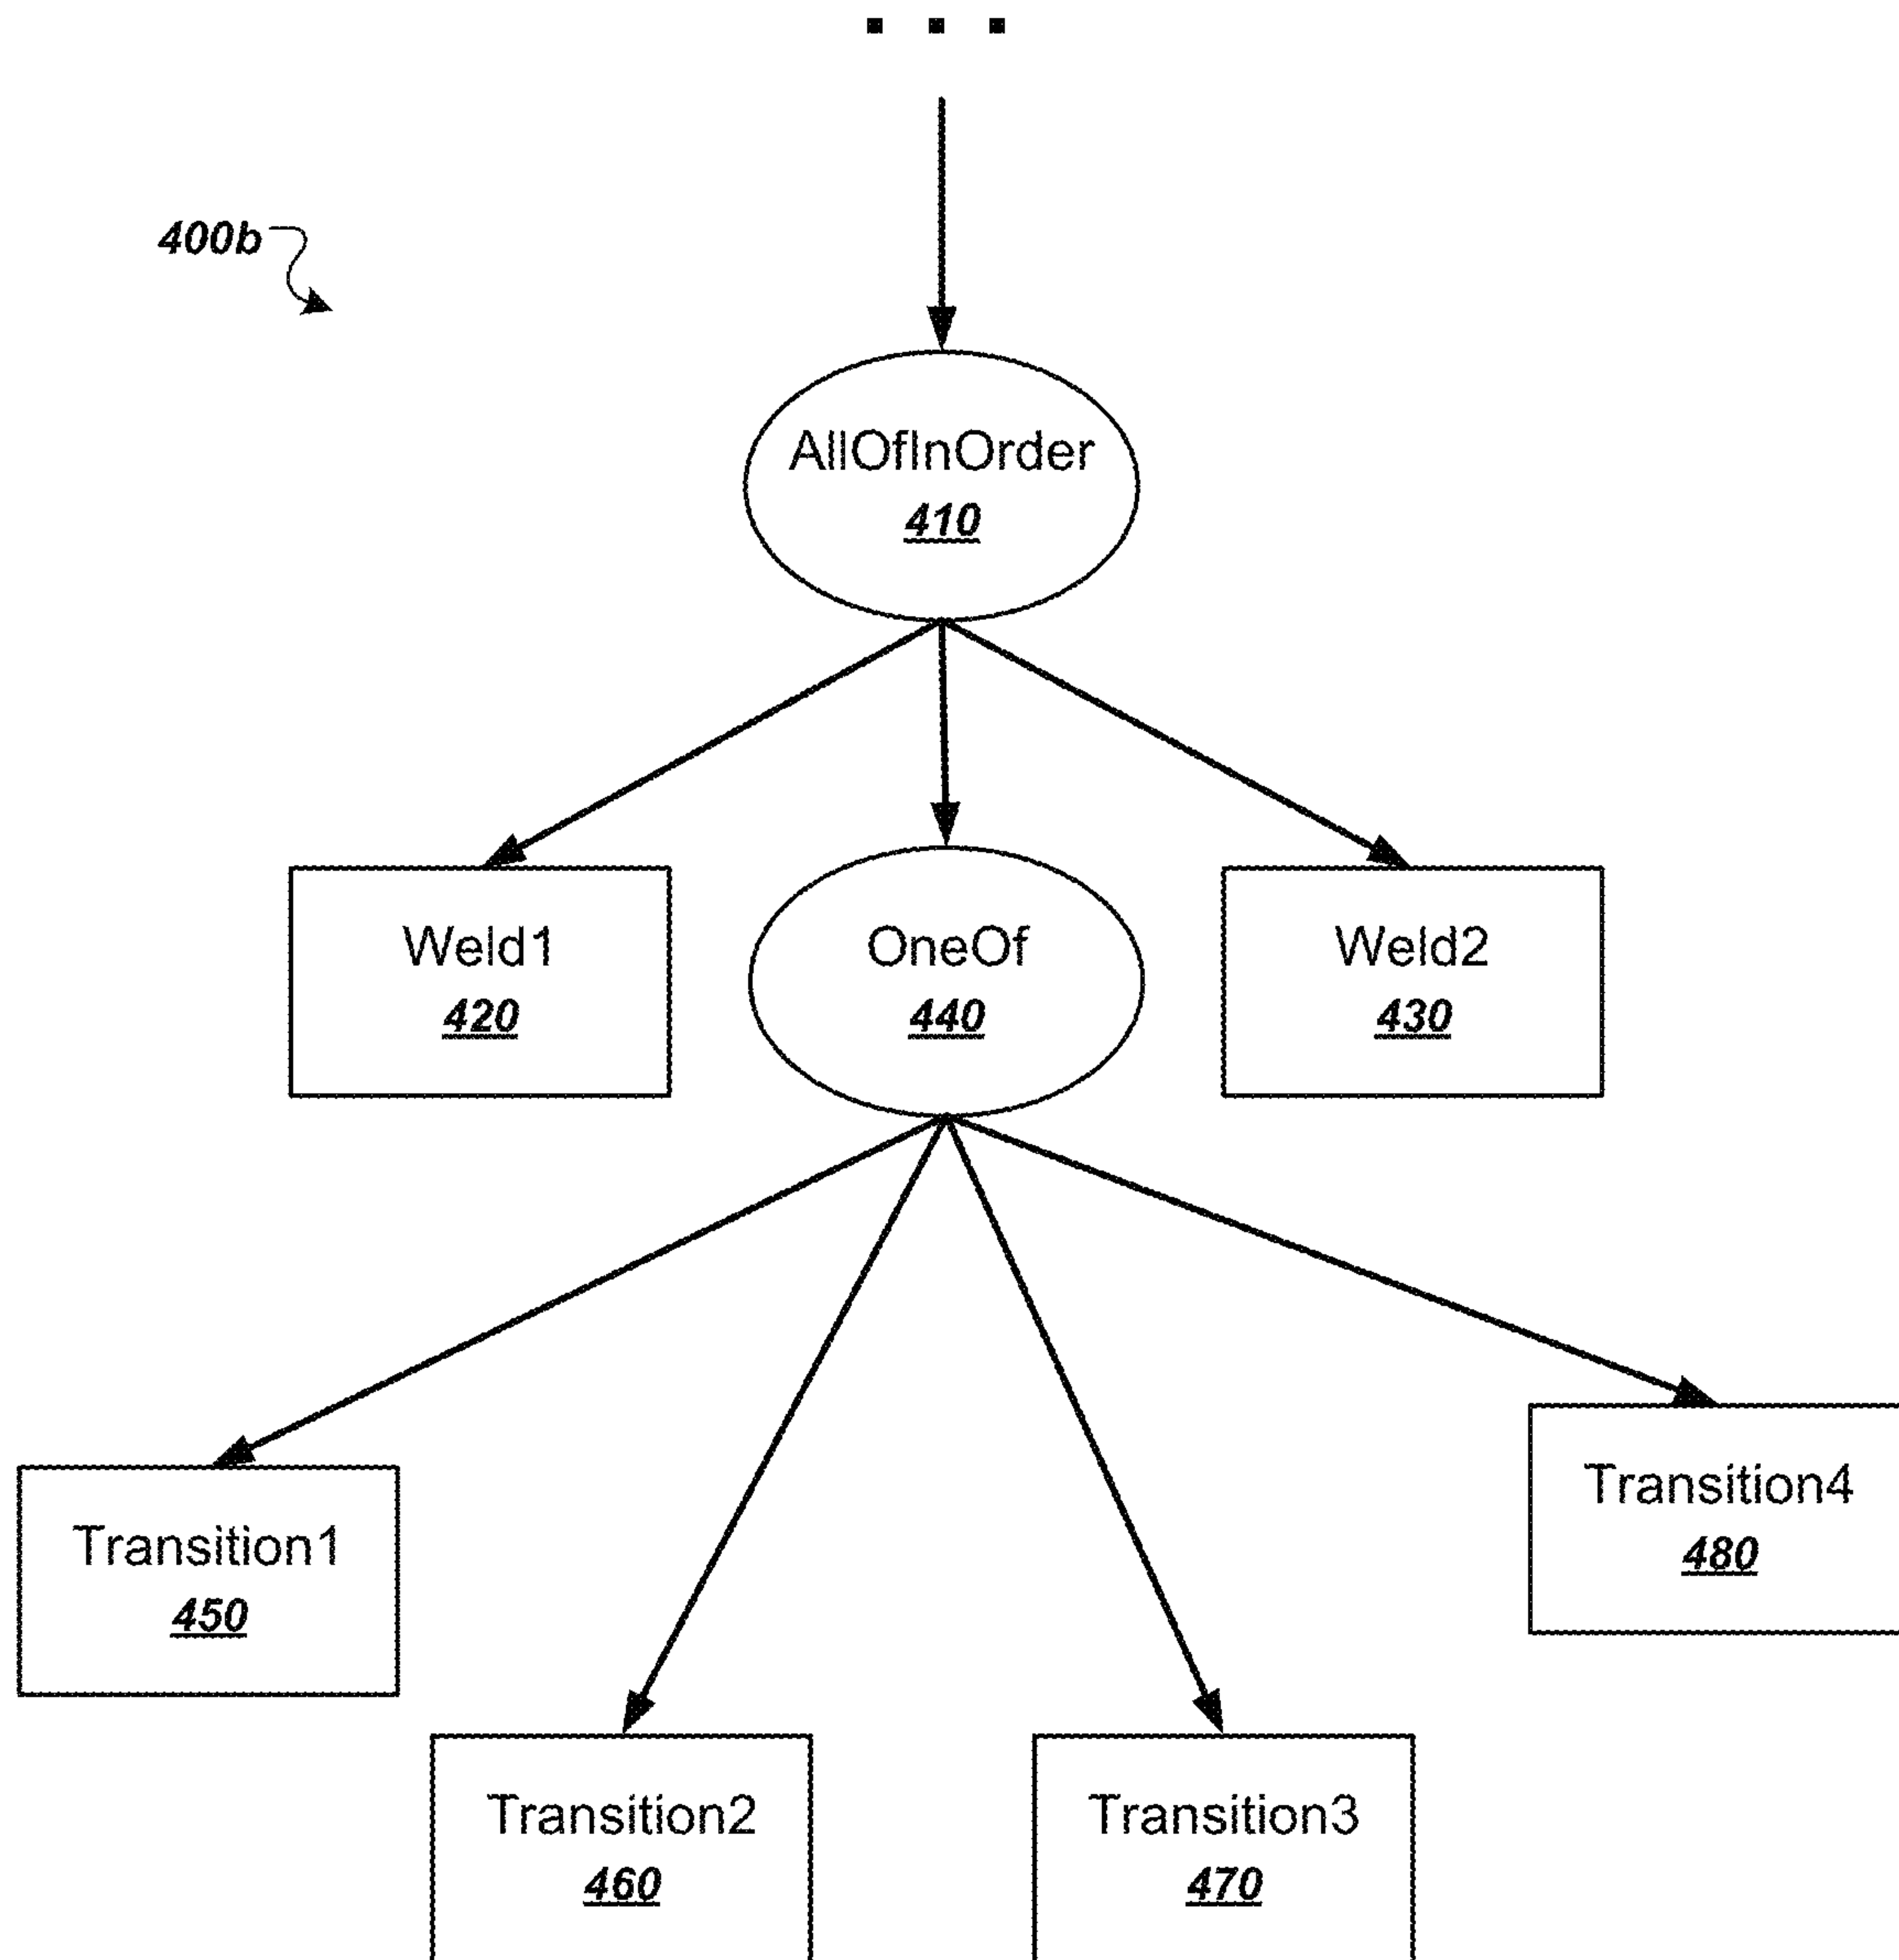 400b
AllOfInOrder
410
Weld1
420
OneOf
440
Weld2
430
Transition1
450
Transition4
480
Transition2
460
Transition3
470